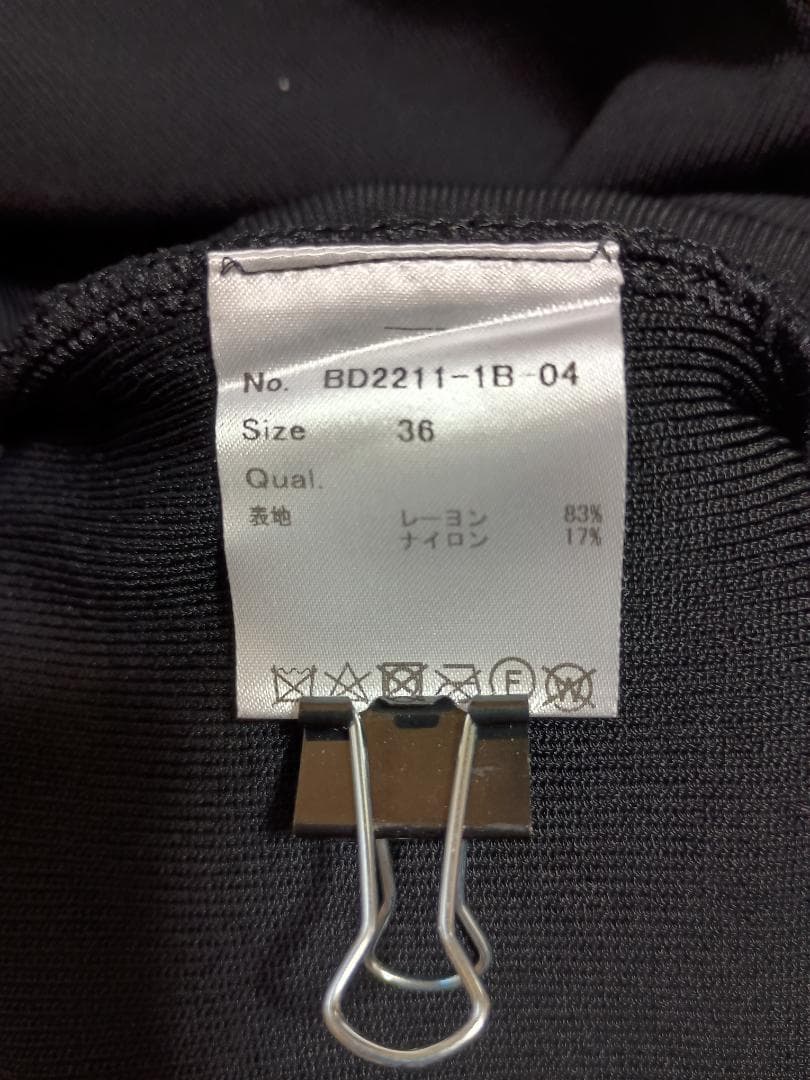 No. BD2211-1B-04
Size 36
Qual.
表地 レーヨン 83%
ナイロン 17%
F W